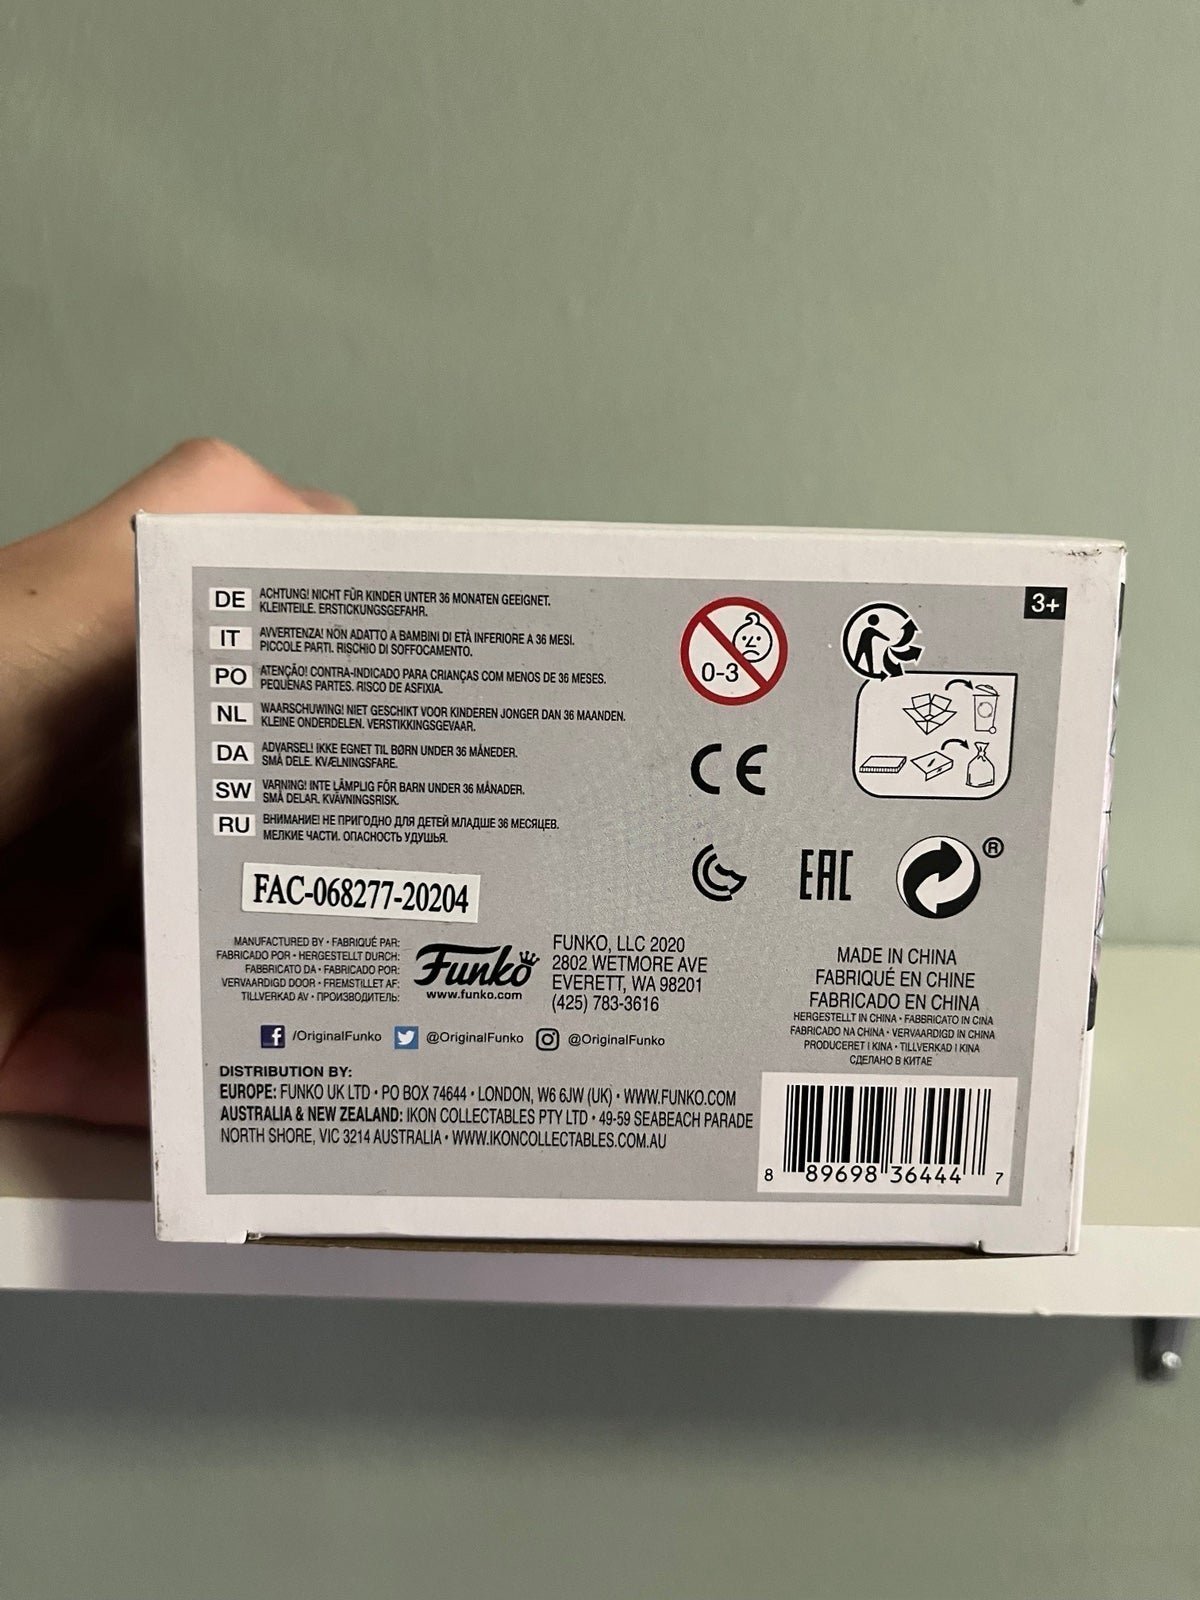 DE ACHTUNG! NICHT FÜR KINDER UNTER 36 MONATEN GEEIGNET.
KLEINTEILE. ERSTICKUNGSGEFAHR.
IT AVVERTENZA! NON ADATTO A BAMBINI DI ETÀ INFERIORE A 36 MESI.
PICCOLE PARTI. RISCHIO DI SOFFOCAMENTO.
PO ATENÇÃO! CONTRA-INDICADO PARA CRIANÇAS COM MENOS DE 36 MESES.
PEQUENAS PARTES. RISCO DE ASFIXIA.
NL WAARSCHUWING! NIET GESCHIKT VOOR KINDEREN JONGER DAN 36 MAANDEN.
KLEINE ONDERDELEN. VERSTIKKINGSGEVAAR.
DA ADVARSEL! IKKE EGNET TIL BØRN UNDER 36 MÅNEDER.
SMÅ DELE. KVÆLNINGSFARE.
SW VARNING! INTE LÄMPLIG FÖR BARN UNDER 36 MÅNADER.
SMÅ DELAR. KVÄVNINGSRISK.
RU ВНИМАНИЕ! НЕ ПРИГОДНО ДЛЯ ДЕТЕЙ МЛАДШЕ 36 МЕСЯЦЕВ.
МЕЛКИЕ ЧАСТИ. ОПАСНОСТЬ УДУШЬЯ.
0-3
3+
CE
EAC
®
FAC-068277-20204
MANUFACTURED BY • FABRIQUÉ PAR:
FABRICADO POR • HERGESTELLT DURCH:
FABBRICATO DA • FABRICADO POR:
VERVAARDIGD DOOR • FREMSTILLET AF:
TILLVERKAD AV • ПРОИЗВОДИТЕЛЬ:
Funko
www.funko.com
FUNKO, LLC 2020
2802 WETMORE AVE
EVERETT, WA 98201
(425) 783-3616
MADE IN CHINA
FABRIQUÉ EN CHINE
FABRICADO EN CHINA
HERGESTELLT IN CHINA • FABBRICATO IN CINA
FABRICADO NA CHINA • VERVAARDIGD IN CHINA
PRODUCERET I KINA • TILLVERKAD I KINA
СДЕЛАНО В КИТАЕ
/OriginalFunko @OriginalFunko @OriginalFunko
DISTRIBUTION BY:
EUROPE: FUNKO UK LTD • PO BOX 74644 • LONDON, W6 6JW (UK) • WWW.FUNKO.COM
AUSTRALIA & NEW ZEALAND: IKON COLLECTABLES PTY LTD • 49-59 SEABEACH PARADE
NORTH SHORE, VIC 3214 AUSTRALIA • WWW.IKONCOLLECTABLES.COM.AU
8 89698 36444 7